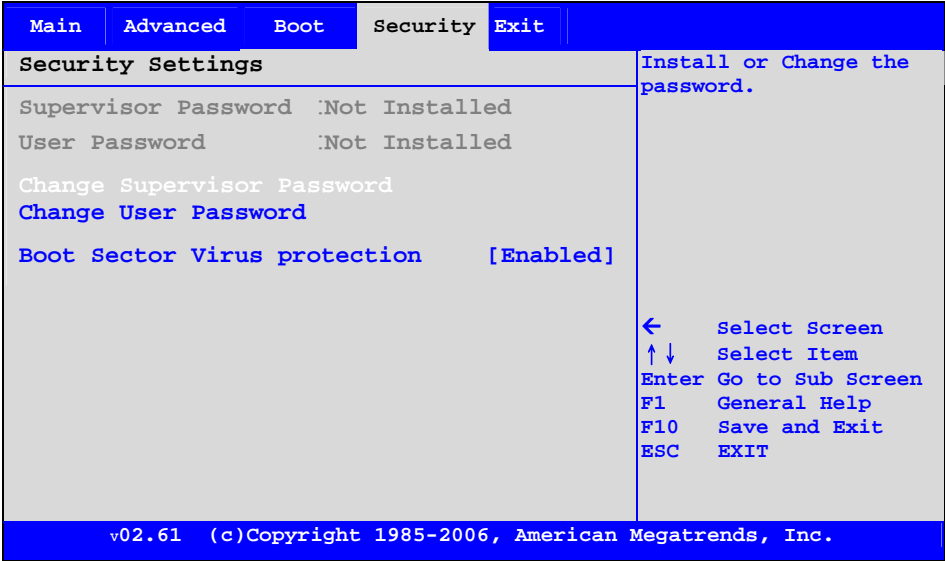 Main Advanced Boot Security Exit
Security Settings
Supervisor Password :Not Installed
User Password :Not Installed
Change Supervisor Password
Change User Password
Boot Sector Virus protection [Enabled]
Install or Change the
password.
← Select Screen
↑↓ Select Item
Enter Go to Sub Screen
F1 General Help
F10 Save and Exit
ESC EXIT
v02.61 (c)Copyright 1985-2006, American Megatrends, Inc.